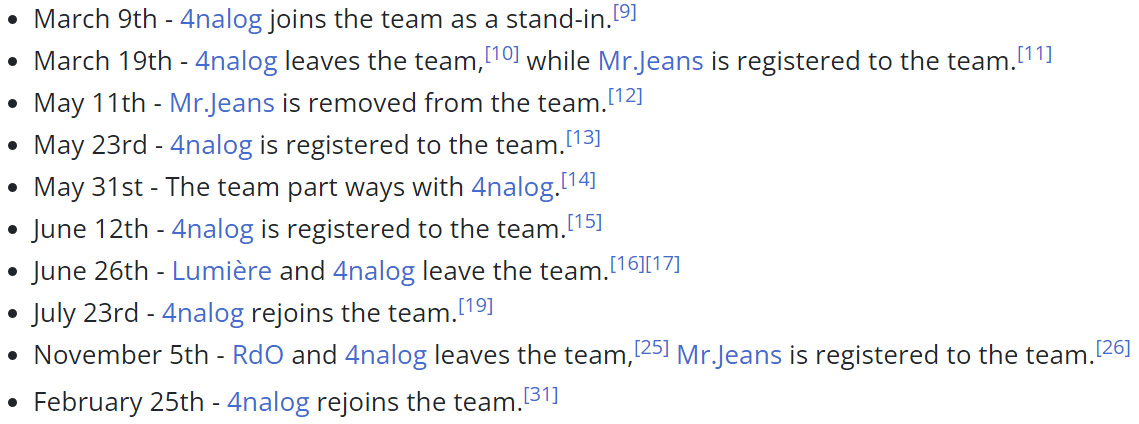 • March 9th - 4nalog joins the team as a stand-in.[9]
• March 19th - 4nalog leaves the team,[10] while Mr.Jeans is registered to the team.[11]
• May 11th - Mr.Jeans is removed from the team.[12]
• May 23rd - 4nalog is registered to the team.[13]
• May 31st - The team part ways with 4nalog.[14]
• June 12th - 4nalog is registered to the team.[15]
• June 26th - Lumière and 4nalog leave the team.[16][17]
• July 23rd - 4nalog rejoins the team.[19]
• November 5th - RdO and 4nalog leaves the team,[25] Mr.Jeans is registered to the team.[26]
• February 25th - 4nalog rejoins the team.[31]